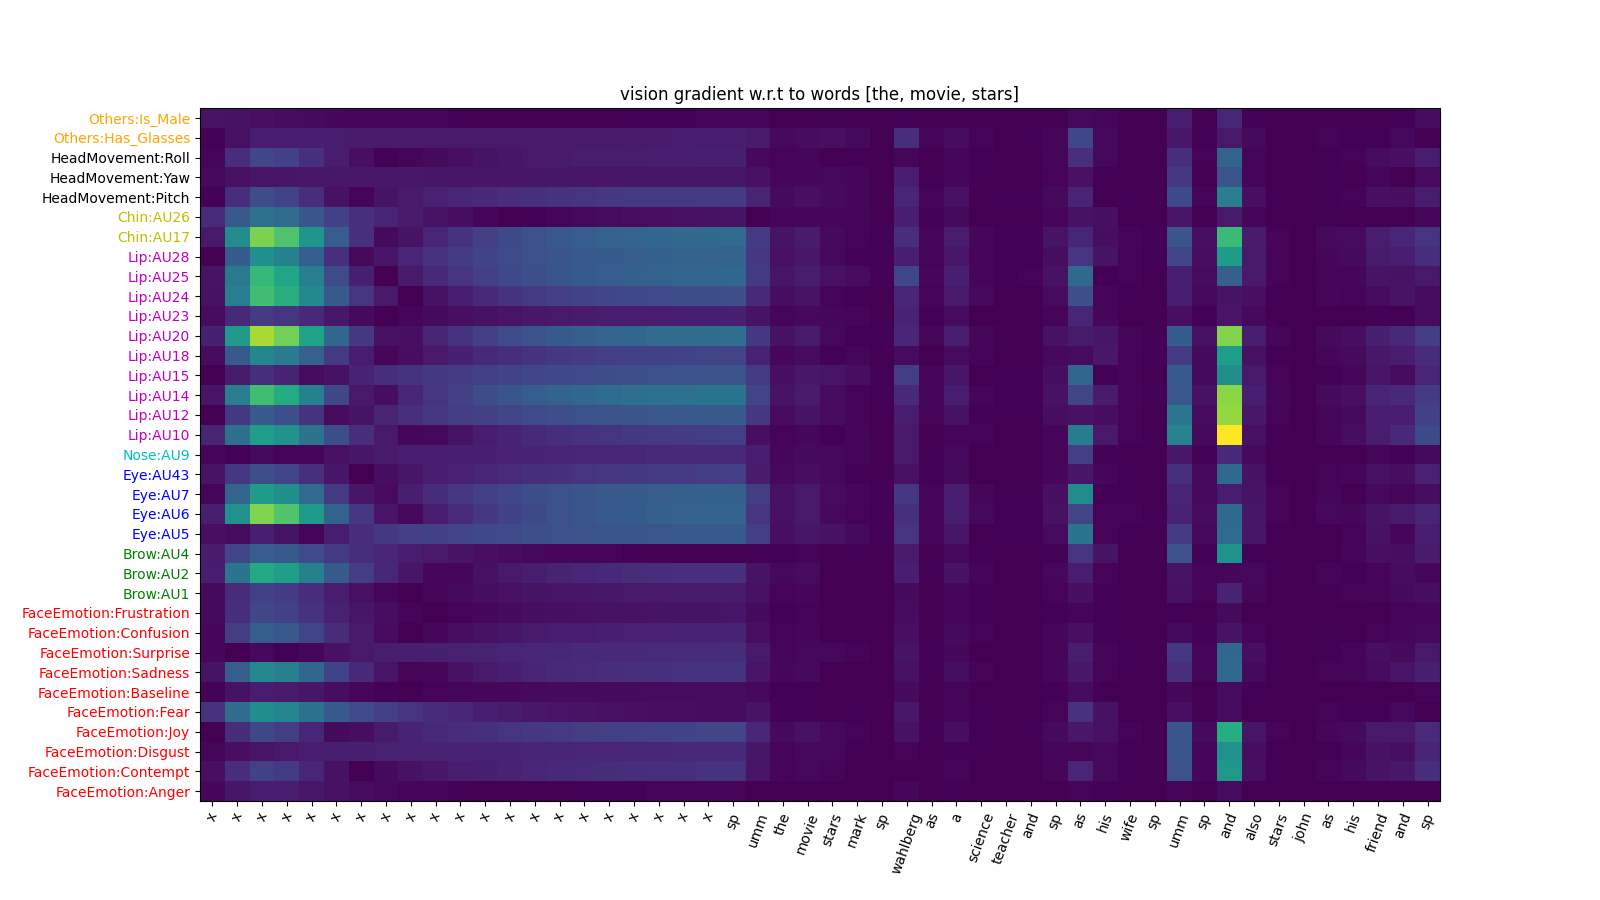 vision gradient w.r.t to words [the, movie, stars]
Others:Is_Male
Others:Has_Glasses
HeadMovement:Roll
HeadMovement:Yaw
HeadMovement:Pitch
Chin:AU26
Chin:AU17
Lip:AU28
Lip:AU25
Lip:AU24
Lip:AU23
Lip:AU20
Lip:AU18
Lip:AU15
Lip:AU14
Lip:AU12
Lip:AU10
Nose:AU9
Eye:AU43
Eye:AU7
Eye:AU6
Eye:AU5
Brow:AU4
Brow:AU2
Brow:AU1
FaceEmotion:Frustration
FaceEmotion:Confusion
FaceEmotion:Surprise
FaceEmotion:Sadness
FaceEmotion:Baseline
FaceEmotion:Fear
FaceEmotion:Joy
FaceEmotion:Disgust
FaceEmotion:Contempt
FaceEmotion:Anger
x x x x x x x x x x x x x x x x x x x x x sp umm the movie stars mark sp wahlberg as a science teacher and sp as his wife sp umm sp and also stars john as his friend and sp